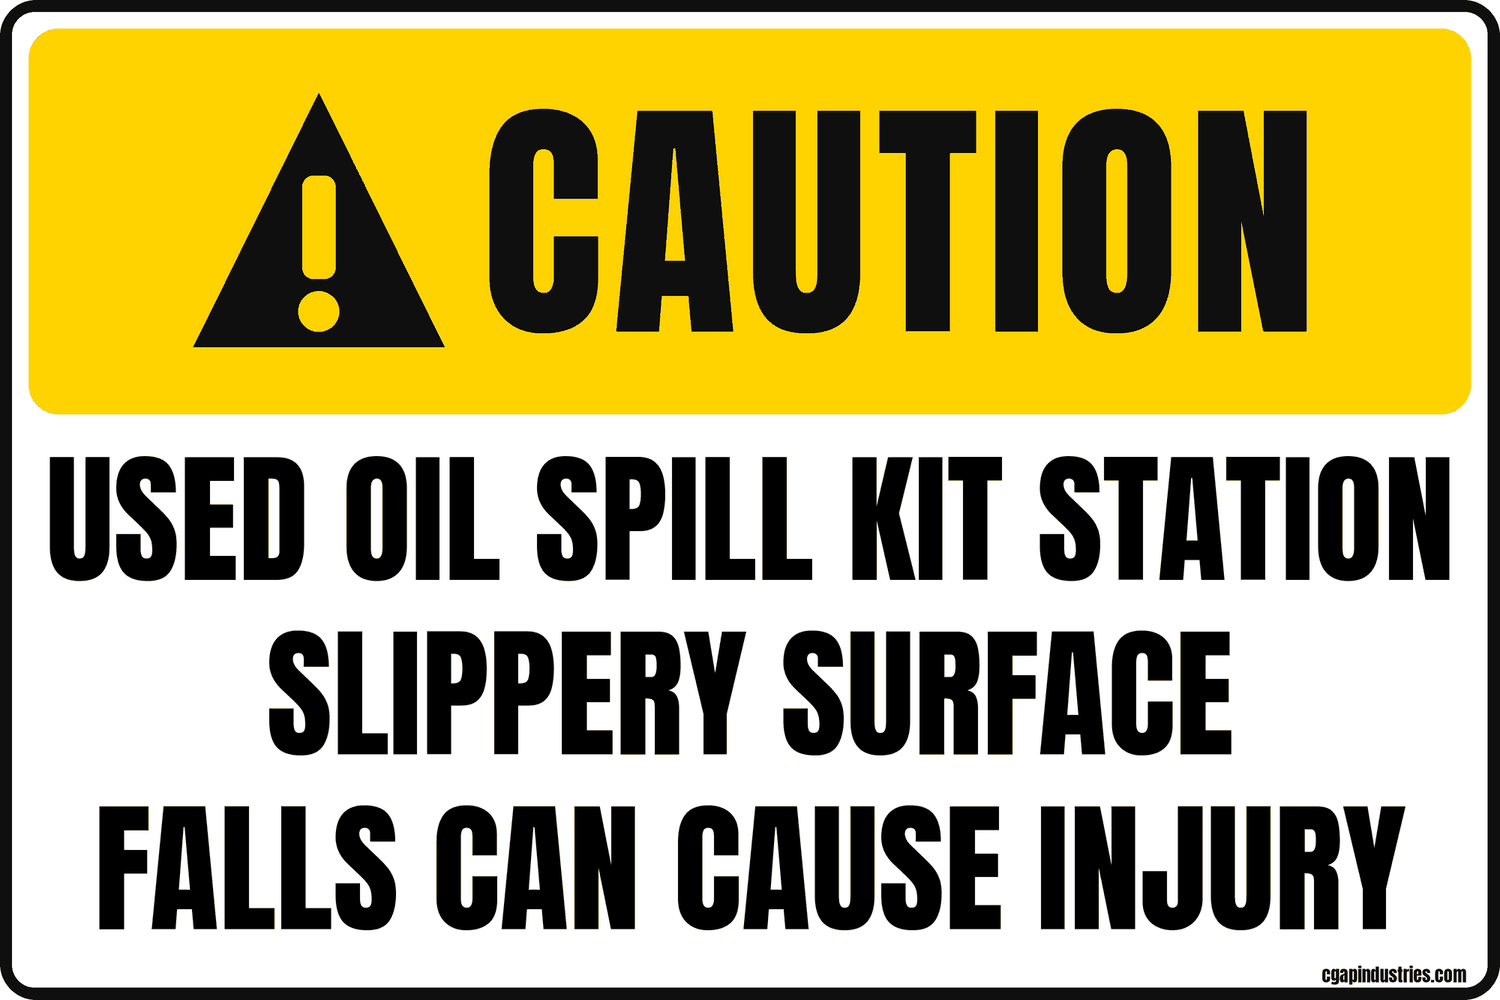 CAUTION
USED OIL SPILL KIT STATION
SLIPPERY SURFACE
FALLS CAN CAUSE INJURY
cgapindustries.com